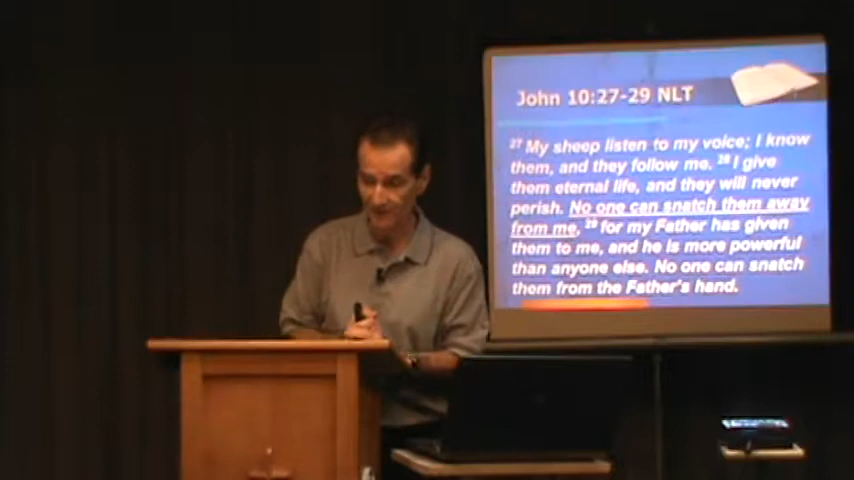 John 10:27-29 NLT
27 My sheep listen to my voice; I know
them, and they follow me. 28 I give
them eternal life, and they will never
perish. No one can snatch them away
from me, 29 for my Father has given
them to me, and he is more powerful
than anyone else. No one can snatch
them from the Father's hand.